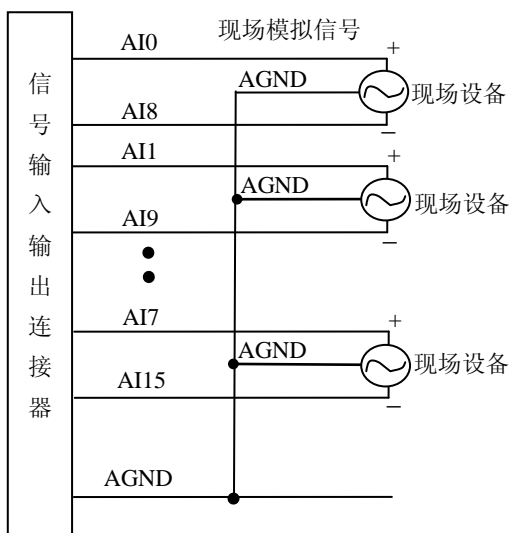 信号输入输出连接器
现场模拟信号
AI0
+
AGND
现场设备
AI8
−
AI1
+
AGND
现场设备
AI9
−
AI7
+
AGND
现场设备
AI15
−
AGND